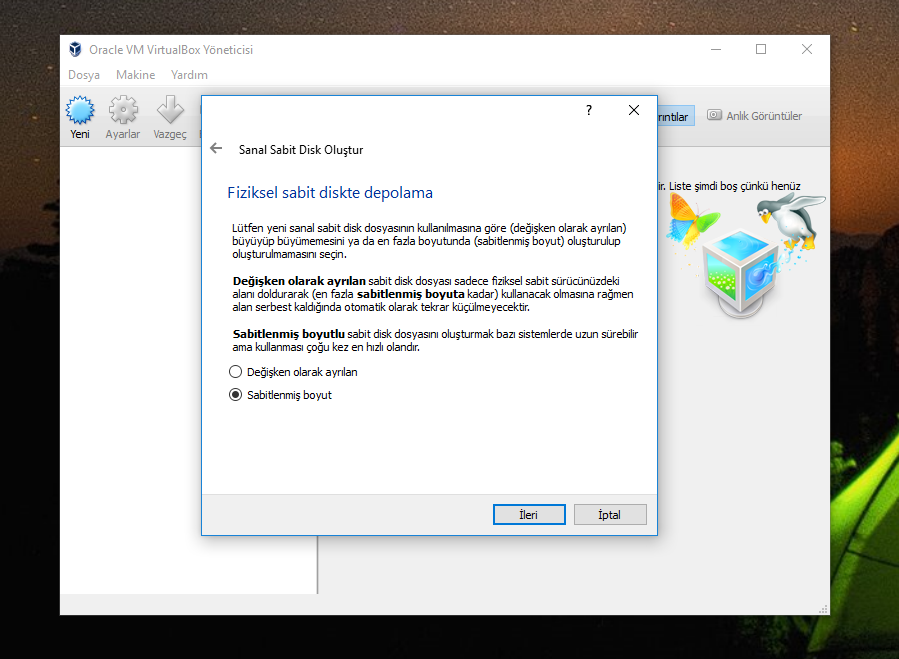 Oracle VM VirtualBox Yöneticisi
Dosya Makine Yardım
Yeni Ayarlar Vazgeç
Anlık Görüntüler
Liste şimdi boş çünkü henüz
?
Sanal Sabit Disk Oluştur
Fiziksel sabit diskte depolama
Lütfen yeni sanal sabit disk dosyasının kullanılmasına göre (değişken olarak ayrılan)
büyüyüp büyümemesini ya da en fazla boyutunda (sabitlenmiş boyut) oluşturulup
oluşturulmamasını seçin.
Değişken olarak ayrılan sabit disk dosyası sadece fiziksel sabit sürücünüzdeki
alanı doldurarak (en fazla sabitlenmiş boyuta kadar) kullanacak olmasına rağmen
alan serbest kaldığında otomatik olarak tekrar küçülmeyecektir.
Sabitlenmiş boyutlu sabit disk dosyasını oluşturmak bazı sistemlerde uzun sürebilir
ama kullanması çoğu kez en hızlı olandır.
Değişken olarak ayrılan
Sabitlenmiş boyut
İleri İptal